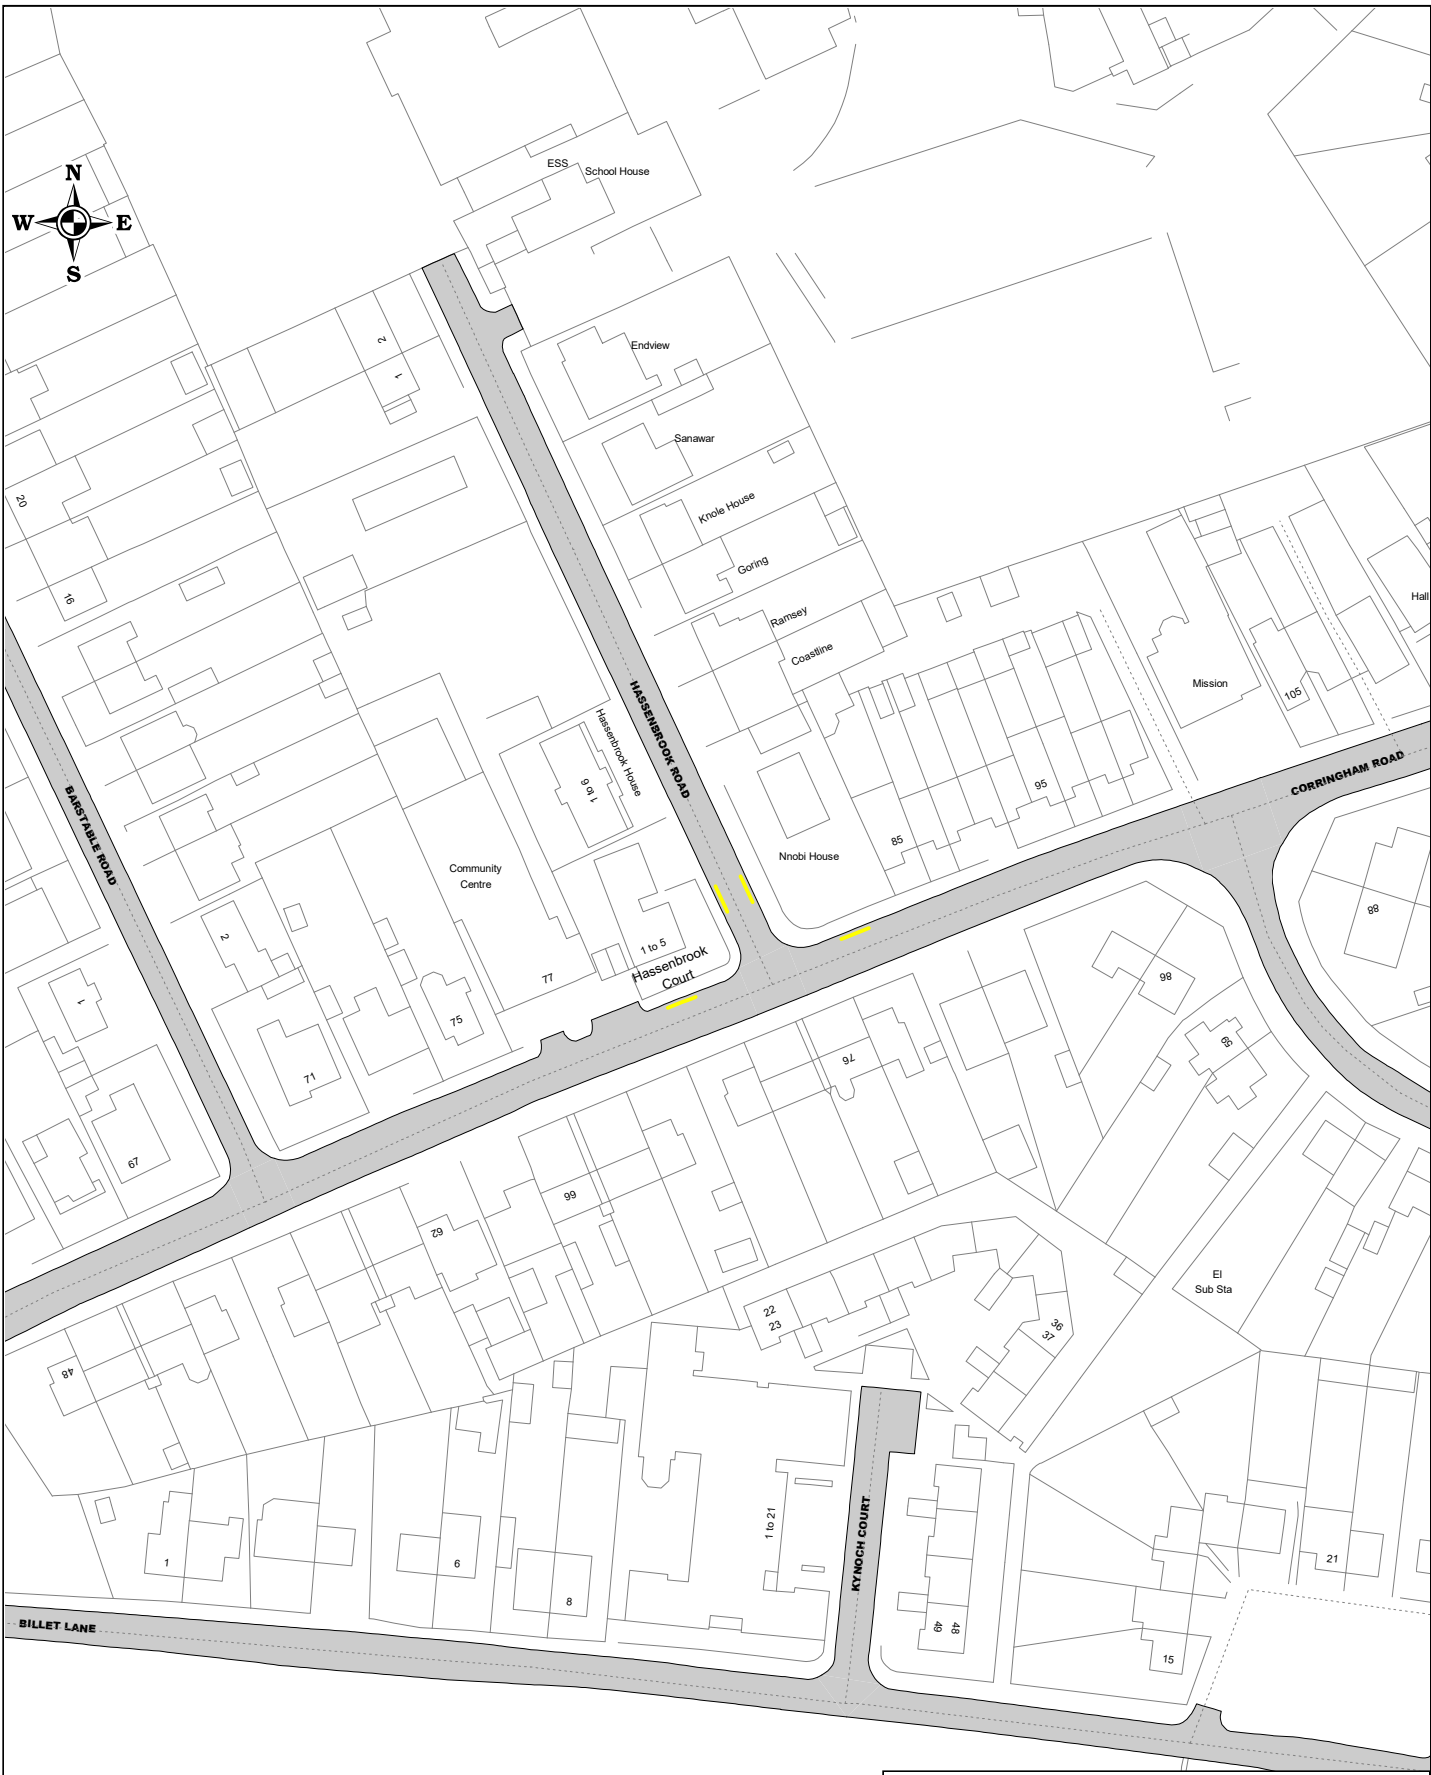 N
W E
S
ESS
School House
Endview
2
1
Sanawar
Knole House
Goring
Ramsey
Coastline
20
16
Hall
Mission
105
HASSENBROOK ROAD
Hassenbrook House
1 to 6
CORRINGHAM ROAD
95
85
Nnobi House
BARSTABLE ROAD
Community
Centre
88
2
1 to 5
Hassenbrook
Court
77
86
1
75
59
76
71
67
66
62
48
22
23
36
37
El
Sub Sta
1
6
8
1 to 21
KYNOCH COURT
49
48
21
15
BILLET LANE